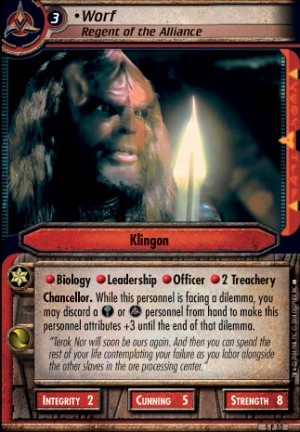 3
•Worf
Regent of the Alliance
Klingon
Biology Leadership Officer 2 Treachery
Chancellor. While this personnel is facing a dilemma, you
may discard a or personnel from hand to make this
personnel attributes +3 until the end of that dilemma.
"Terok Nor will soon be ours again. And then you can spend the
rest of your life contemplating your failure as you labor alongside
the other slaves in the ore processing center."
INTEGRITY 2 CUNNING 5 STRENGTH 8